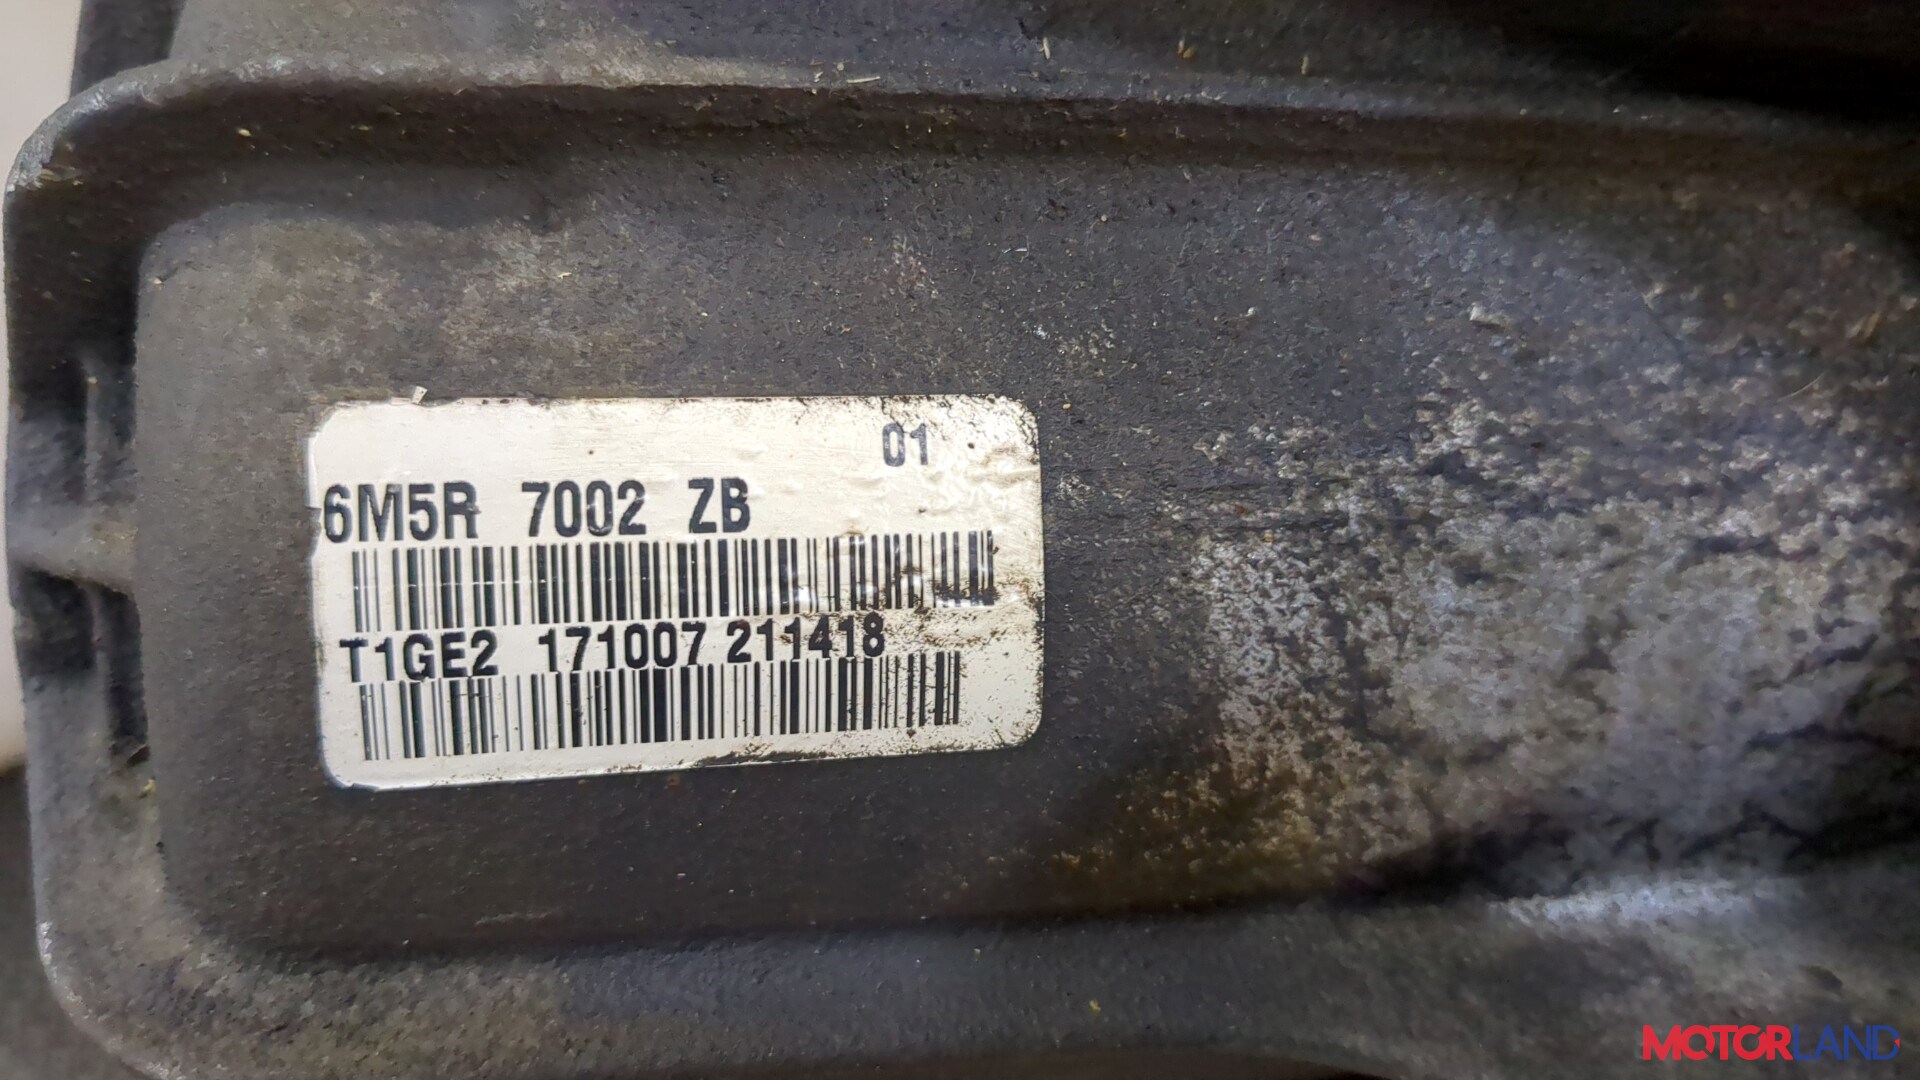 01
6M5R 7002 ZB
T1GE2 171007 211418
MOTORLAND